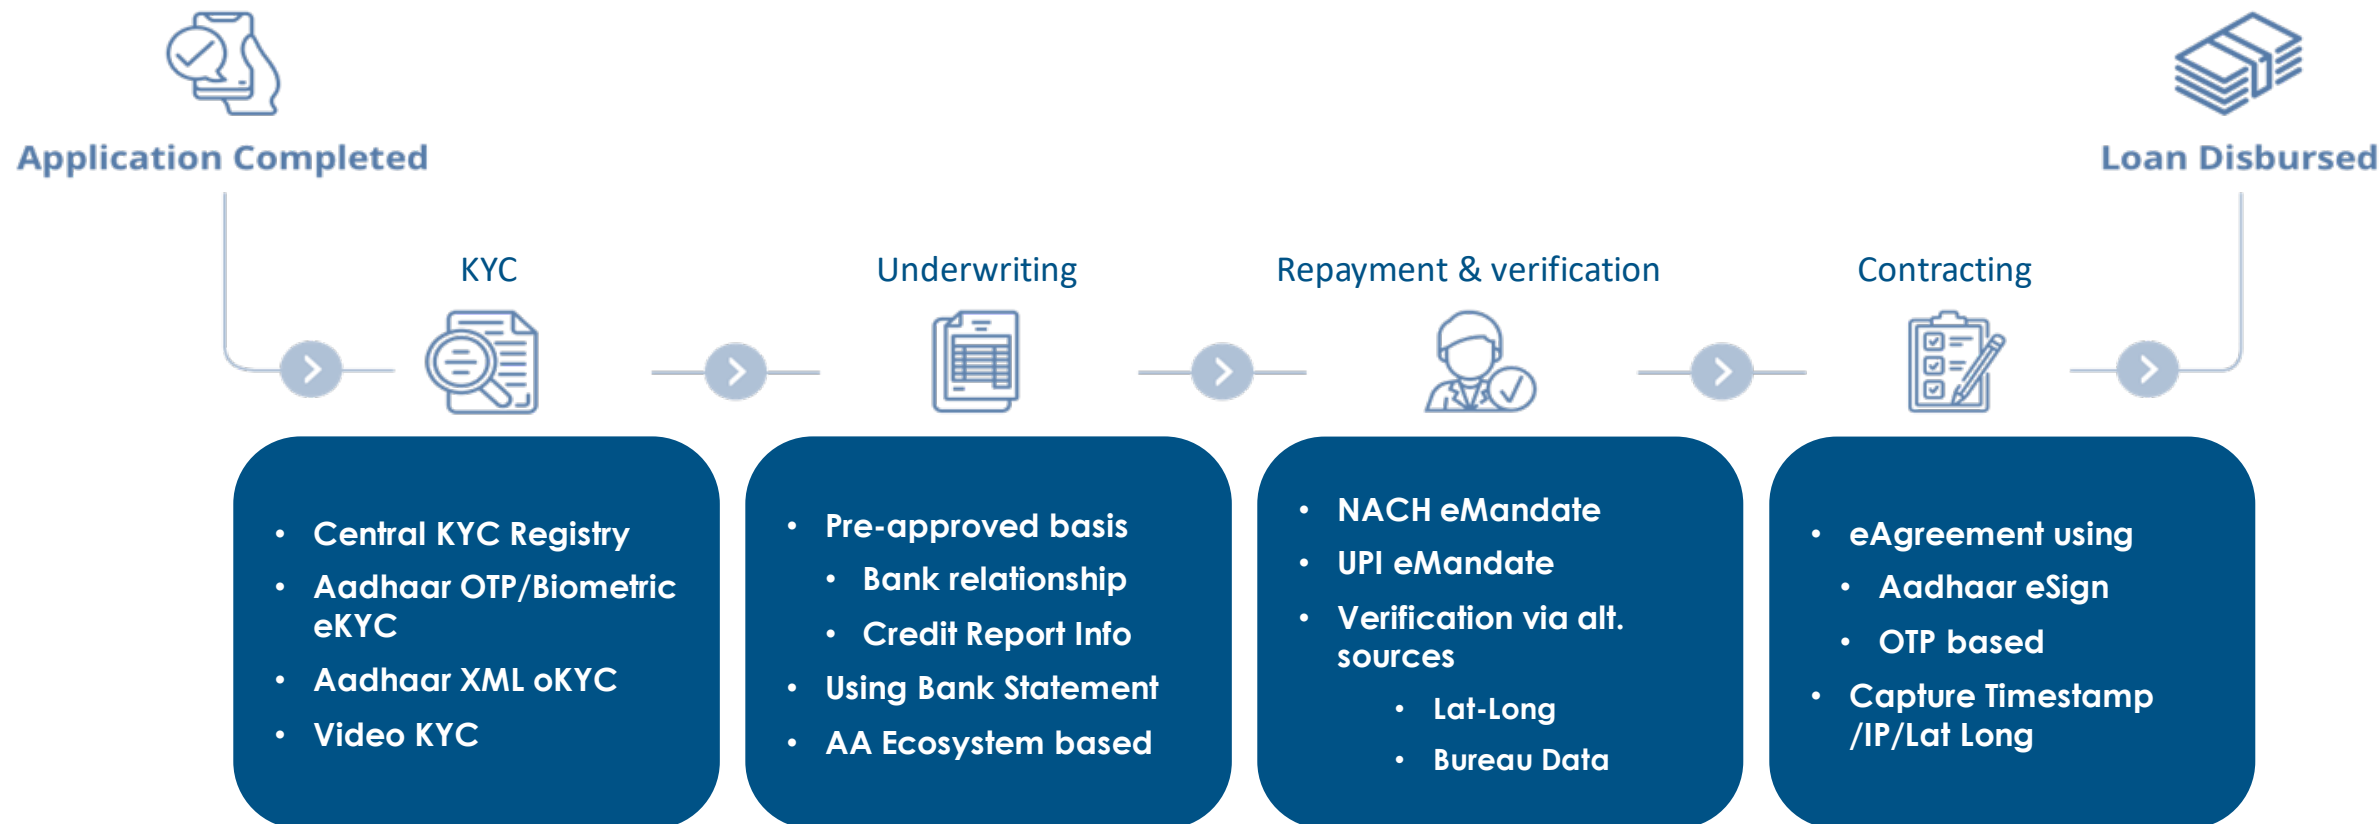 Application Completed
Loan Disbursed
KYC
Underwriting
Repayment & verification
Contracting
• Central KYC Registry
• Aadhaar OTP/Biometric
eKYC
• Aadhaar XML oKYC
• Video KYC
• Pre-approved basis
• Bank relationship
• Credit Report Info
• Using Bank Statement
• AA Ecosystem based
• NACH eMandate
• UPI eMandate
• Verification via alt.
sources
• Lat-Long
• Bureau Data
• eAgreement using
• Aadhaar eSign
• OTP based
• Capture Timestamp
/IP/Lat Long